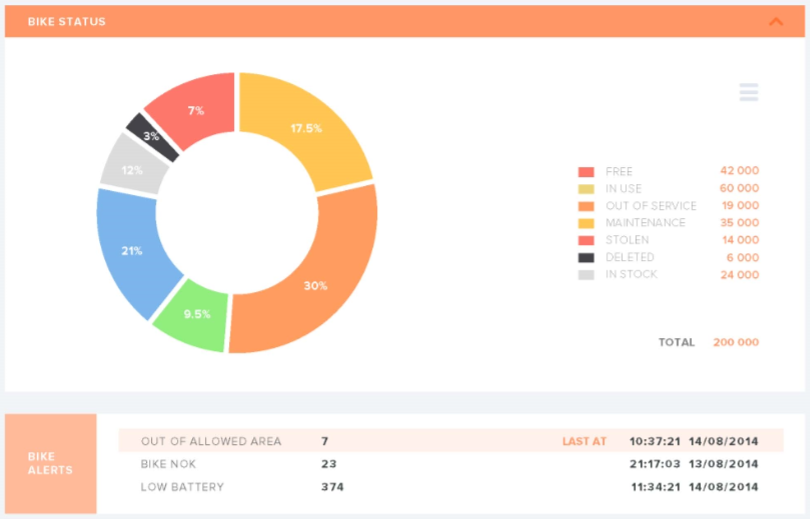 BIKE STATUS
7%
17.5%
3%
12%
21%
30%
9.5%
FREE 42 000
IN USE 60 000
OUT OF SERVICE 19 000
MAINTENANCE 35 000
STOLEN 14 000
DELETED 6 000
IN STOCK 24 000
TOTAL 200 000
BIKE
ALERTS
OUT OF ALLOWED AREA 7 LAST AT 10:37:21 14/08/2014
BIKE NOK 23 21:17:03 13/08/2014
LOW BATTERY 374 11:34:21 14/08/2014